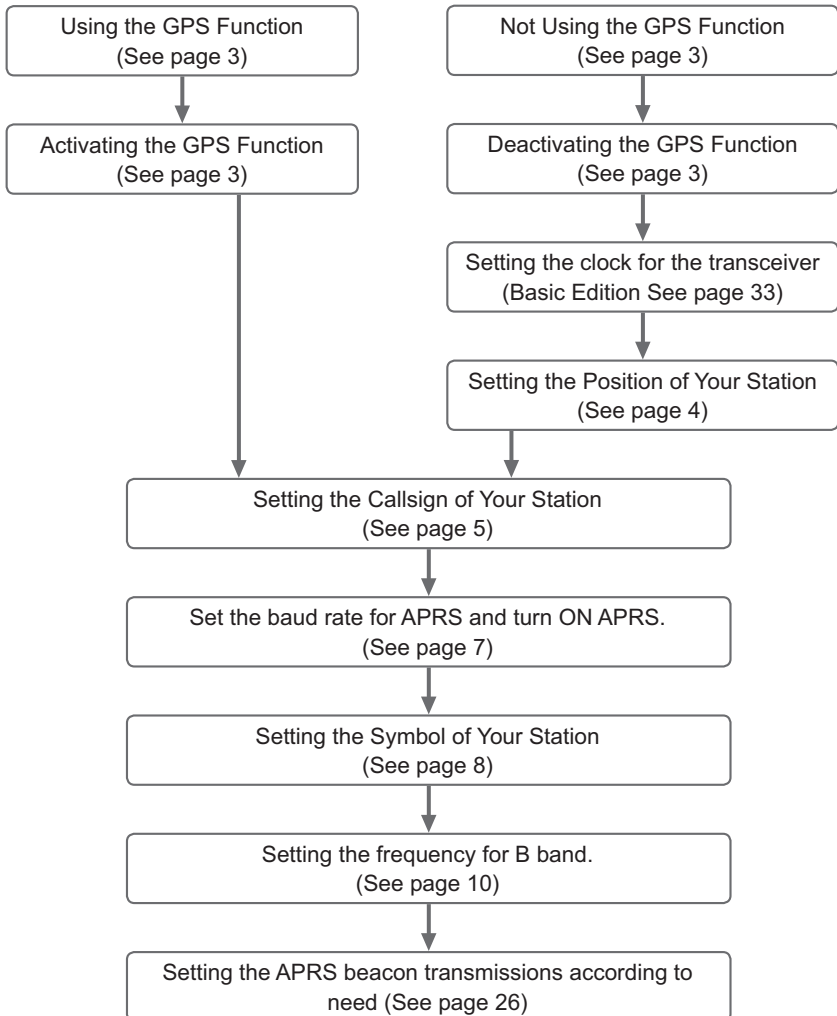 Using the GPS Function
(See page 3)
Not Using the GPS Function
(See page 3)
Activating the GPS Function
(See page 3)
Deactivating the GPS Function
(See page 3)
Setting the clock for the transceiver
(Basic Edition See page 33)
Setting the Position of Your Station
(See page 4)
Setting the Callsign of Your Station
(See page 5)
Set the baud rate for APRS and turn ON APRS.
(See page 7)
Setting the Symbol of Your Station
(See page 8)
Setting the frequency for B band.
(See page 10)
Setting the APRS beacon transmissions according to
need (See page 26)